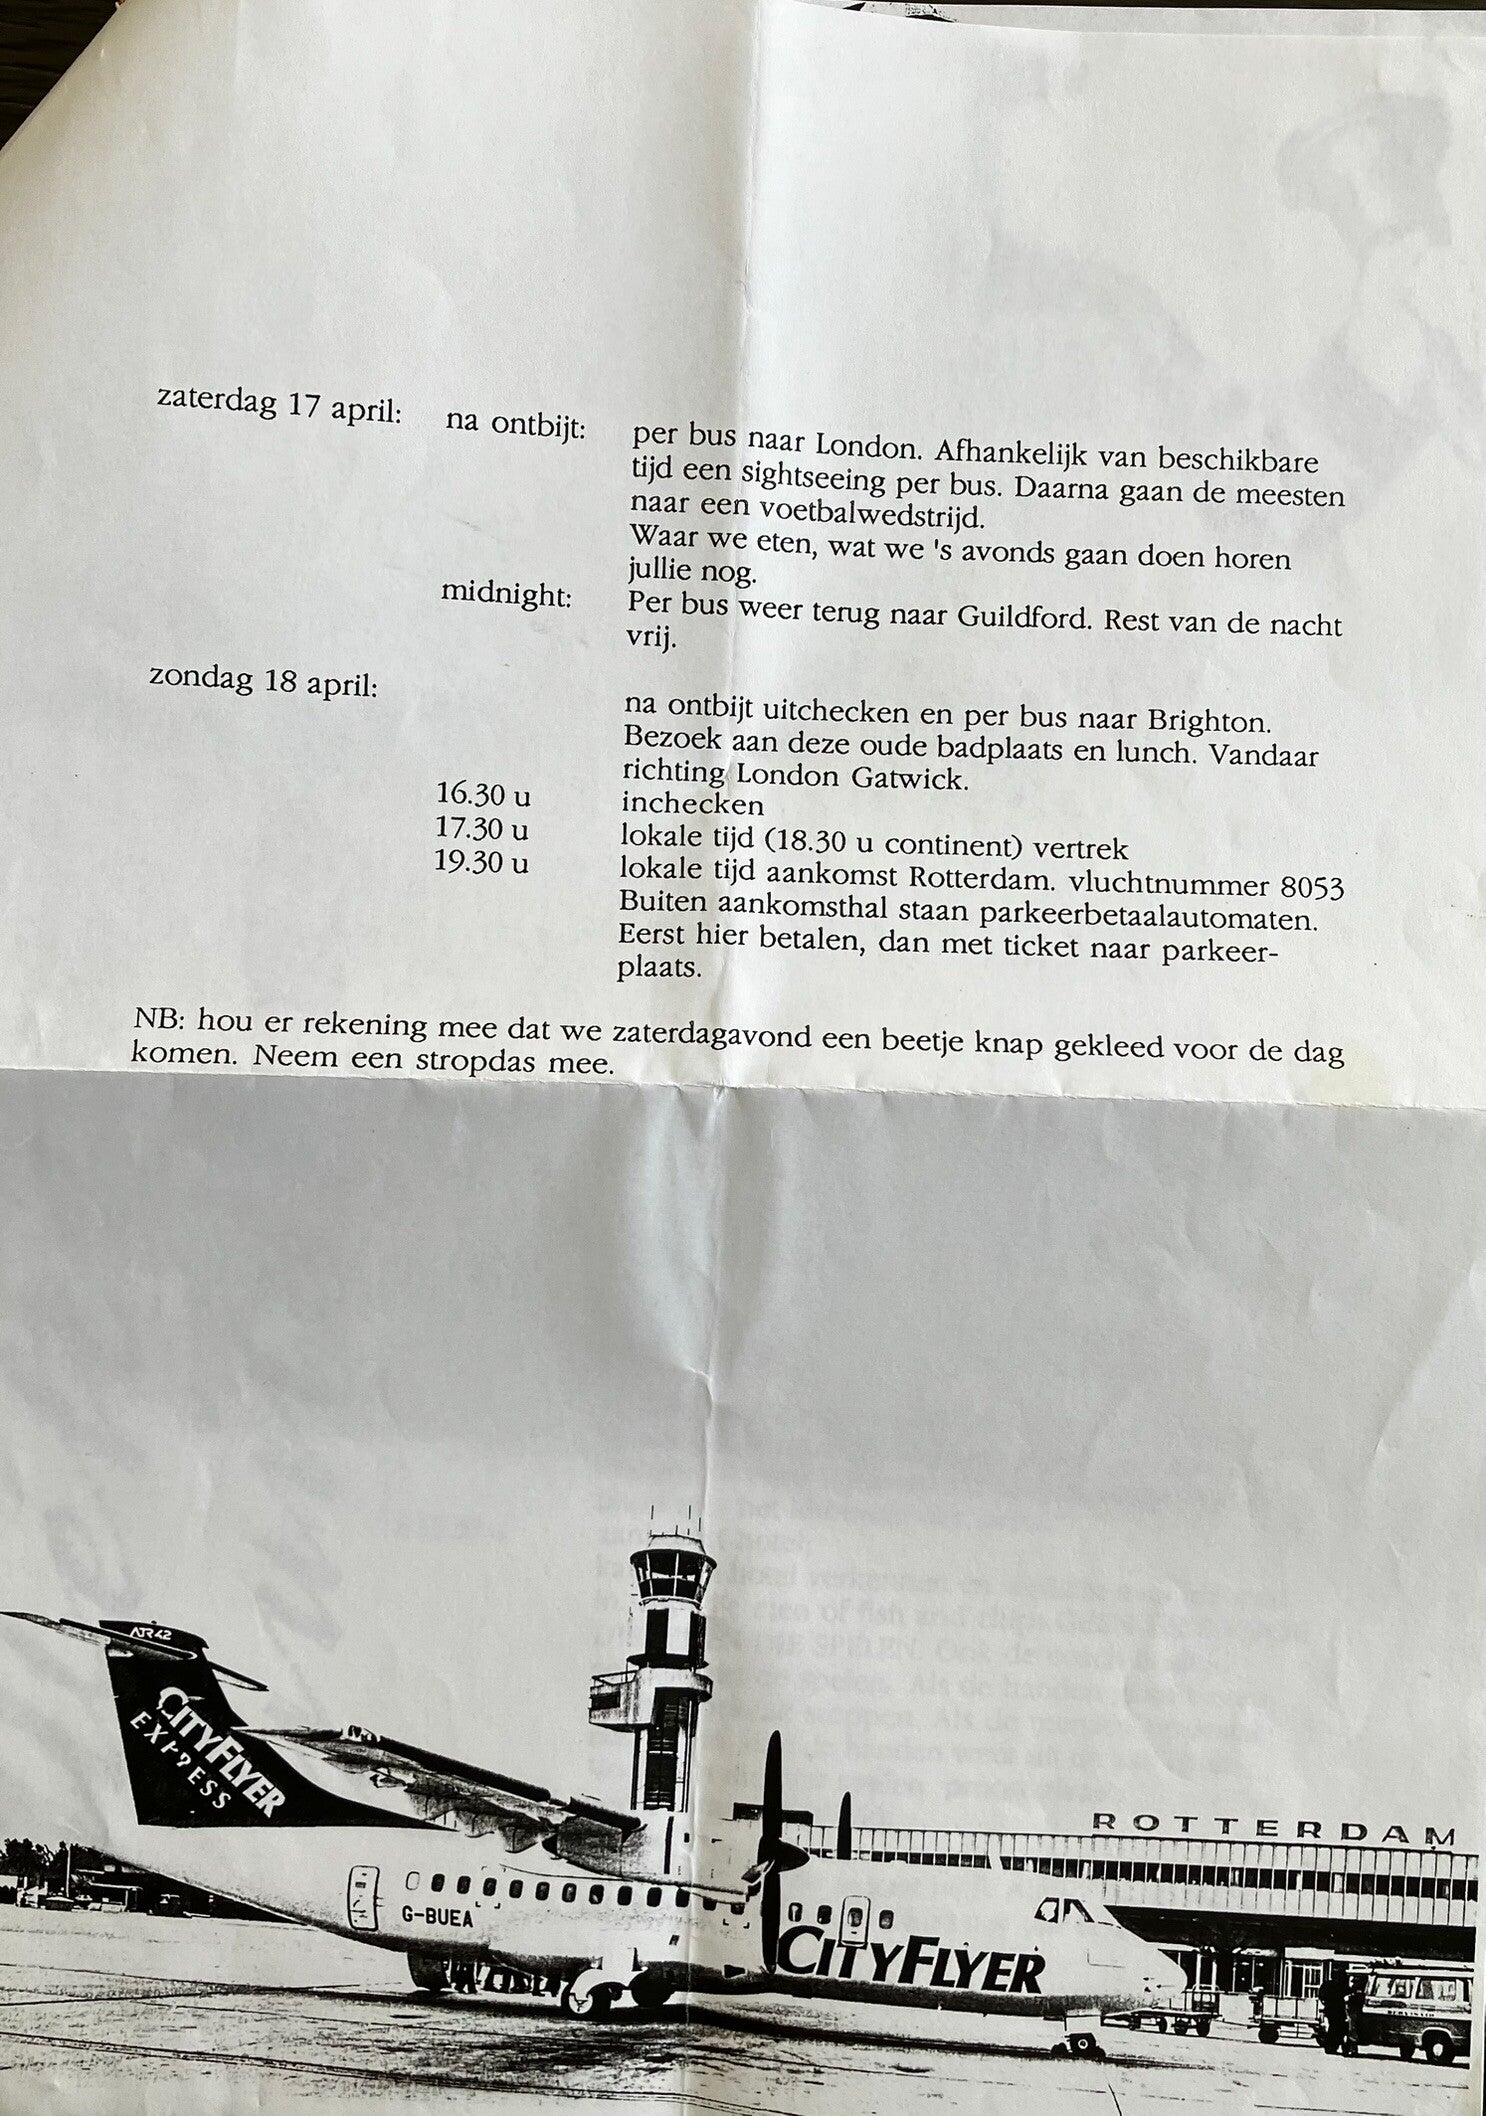 zaterdag 17 april: na ontbijt: per bus naar London. Afhankelijk van beschikbare
tijd een sightseeing per bus. Daarna gaan de meesten
naar een voetbalwedstrijd.
Waar we eten, wat we 's avonds gaan doen horen
jullie nog.
midnight: Per bus weer terug naar Guildford. Rest van de nacht
vrij.
zondag 18 april:
na ontbijt uitchecken en per bus naar Brighton.
Bezoek aan deze oude badplaats en lunch. Vandaar
richting London Gatwick.
16.30 u inchecken
17.30 u lokale tijd (18.30 u continent) vertrek
19.30 u lokale tijd aankomst Rotterdam. vluchtnummer 8053
Buiten aankomsthal staan parkeerbetaalautomaten.
Eerst hier betalen, dan met ticket naar parkeer-
plaats.
NB: hou er rekening mee dat we zaterdagavond een beetje knap gekleed voor de dag
komen. Neem een stropdas mee.
ATR42
CITYFLYER
EXPRESS
ROTTERDAM
G-BUEA
CITYFLYER